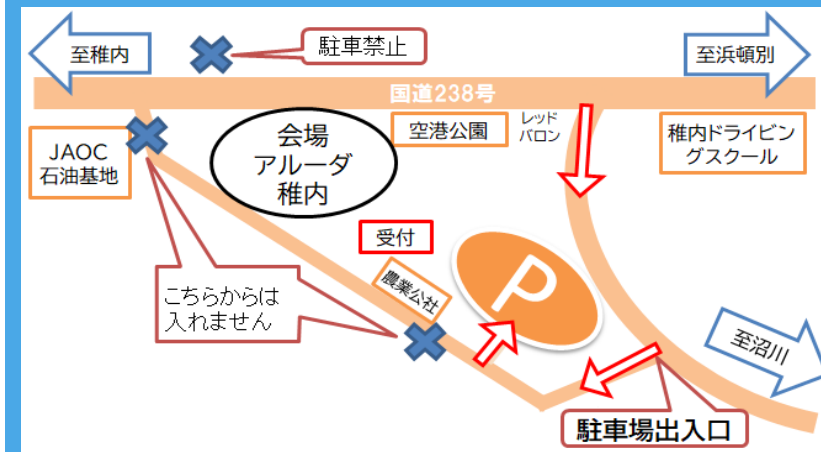 至稚内
駐車禁止
至浜頓別
国道238号
JAOC
石油基地
会場
アルーダ
稚内
空港公園
レッド
バロン
稚内ドライビン
グスクール
受付
農業公社
P
こちらからは
入れません
至沼川
駐車場出入口